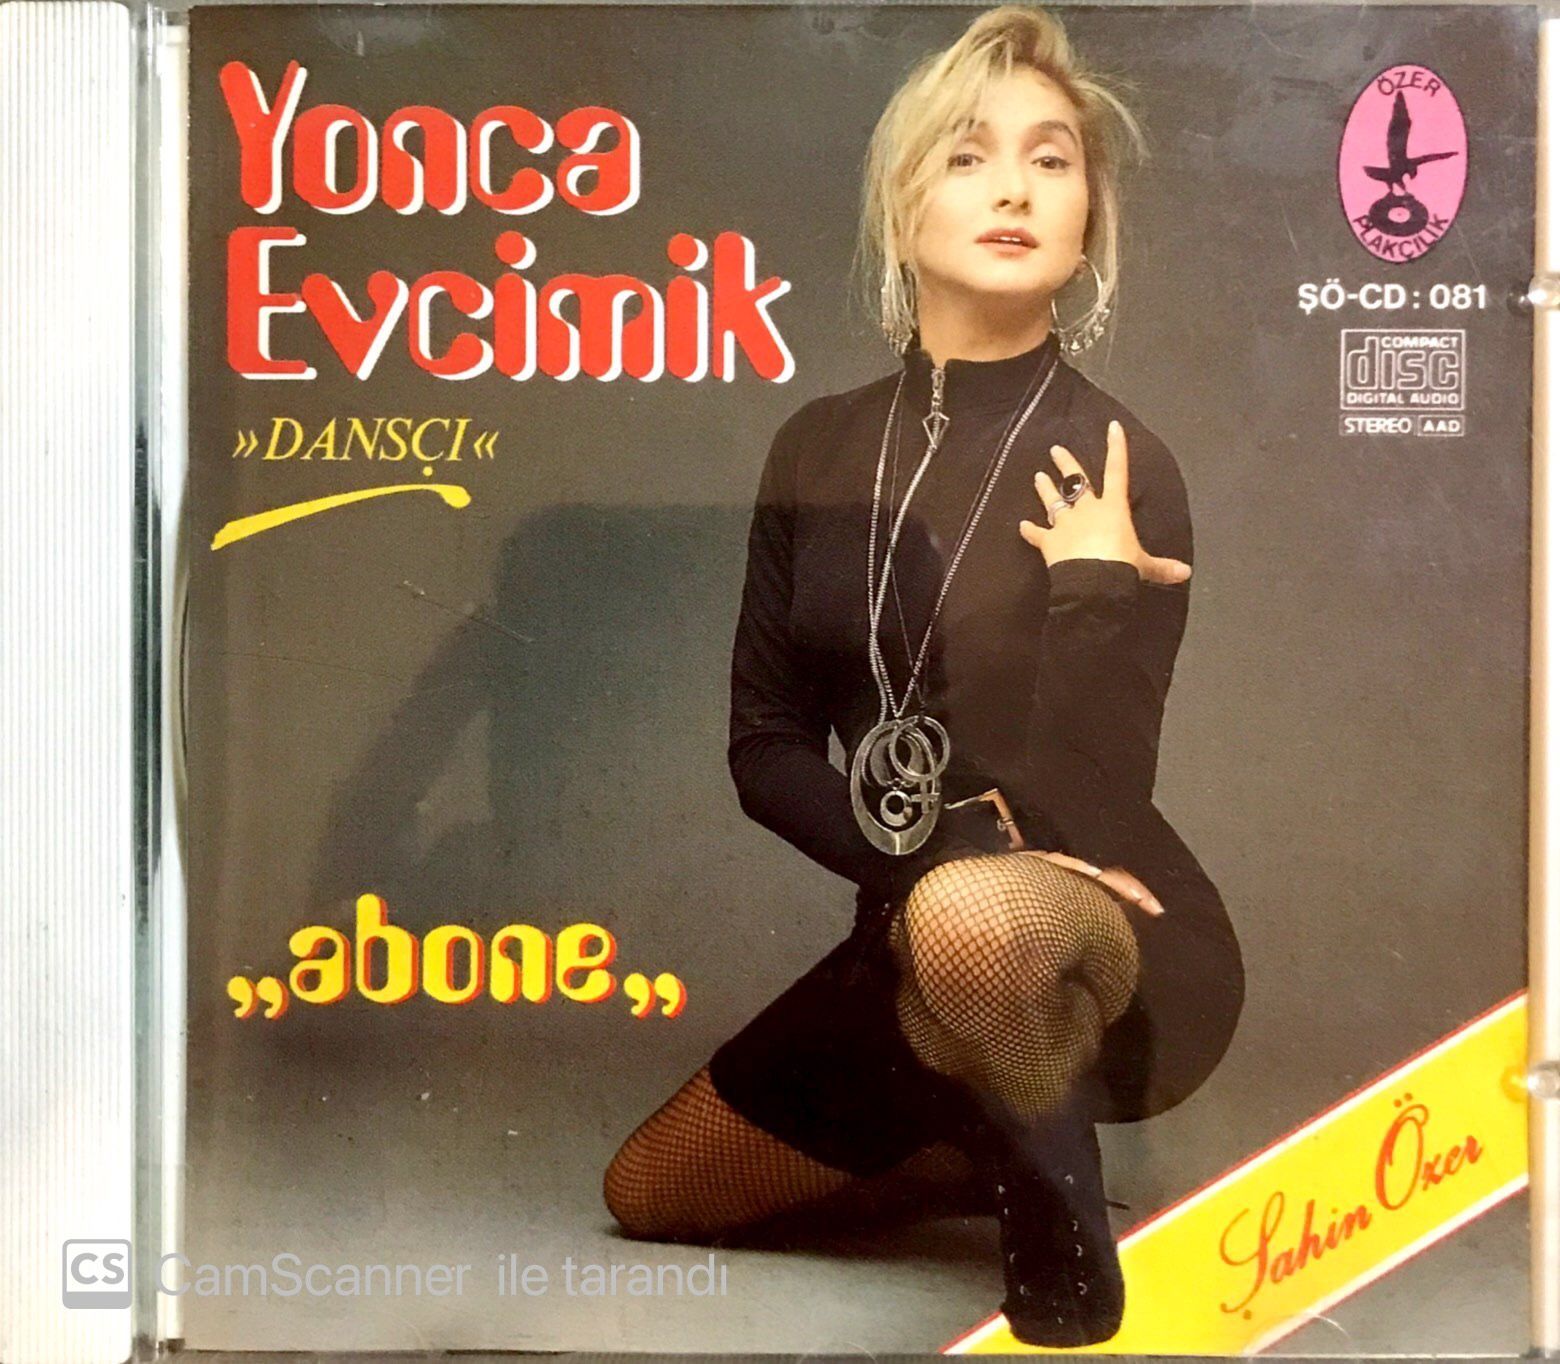 Yonca
Evcimik
»DANSÇI«
„abone„
ÖZER
PLAKÇILIK
ŞÖ-CD: 081
COMPACT
disc
DIGITAL AUDIO
STEREO AAD
Şahin Özer
CS CamScanner ile tarandı